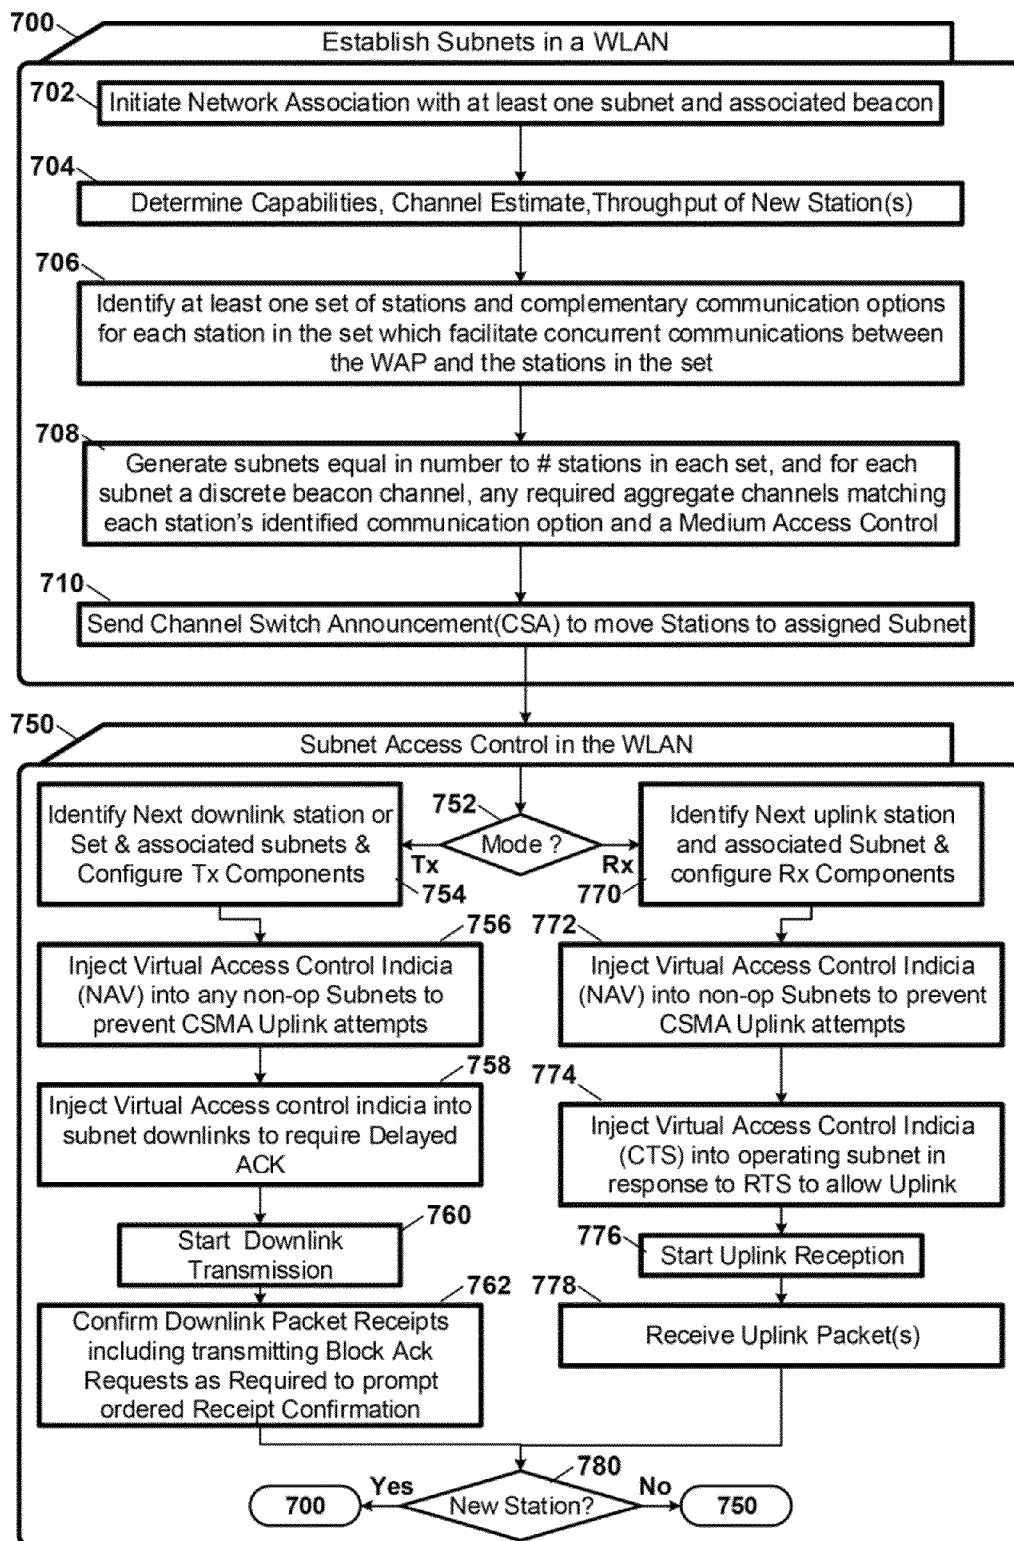 700
Establish Subnets in a WLAN
702
Initiate Network Association with at least one subnet and associated beacon
704
Determine Capabilities, Channel Estimate,Throughput of New Station(s)
706
Identify at least one set of stations and complementary communication options
for each station in the set which facilitate concurrent communications between
the WAP and the stations in the set
708
Generate subnets equal in number to # stations in each set, and for each
subnet a discrete beacon channel, any required aggregate channels matching
each station's identified communication option and a Medium Access Control
710
Send Channel Switch Announcement(CSA) to move Stations to assigned Subnet
750
Subnet Access Control in the WLAN
752
Mode ?
Tx
Rx
Identify Next downlink station or
Set & associated subnets &
Configure Tx Components
754
Identify Next uplink station
and associated Subnet &
configure Rx Components
770
756
Inject Virtual Access Control Indicia
(NAV) into any non-op Subnets to
prevent CSMA Uplink attempts
772
Inject Virtual Access Control Indicia
(NAV) into non-op Subnets to prevent
CSMA Uplink attempts
758
Inject Virtual Access control indicia into
subnet downlinks to require Delayed
ACK
774
Inject Virtual Access Control Indicia
(CTS) into operating subnet in
response to RTS to allow Uplink
760
Start Downlink
Transmission
776
Start Uplink Reception
762
Confirm Downlink Packet Receipts
including transmitting Block Ack
Requests as Required to prompt
ordered Receipt Confirmation
778
Receive Uplink Packet(s)
780
New Station?
Yes
700
No
750